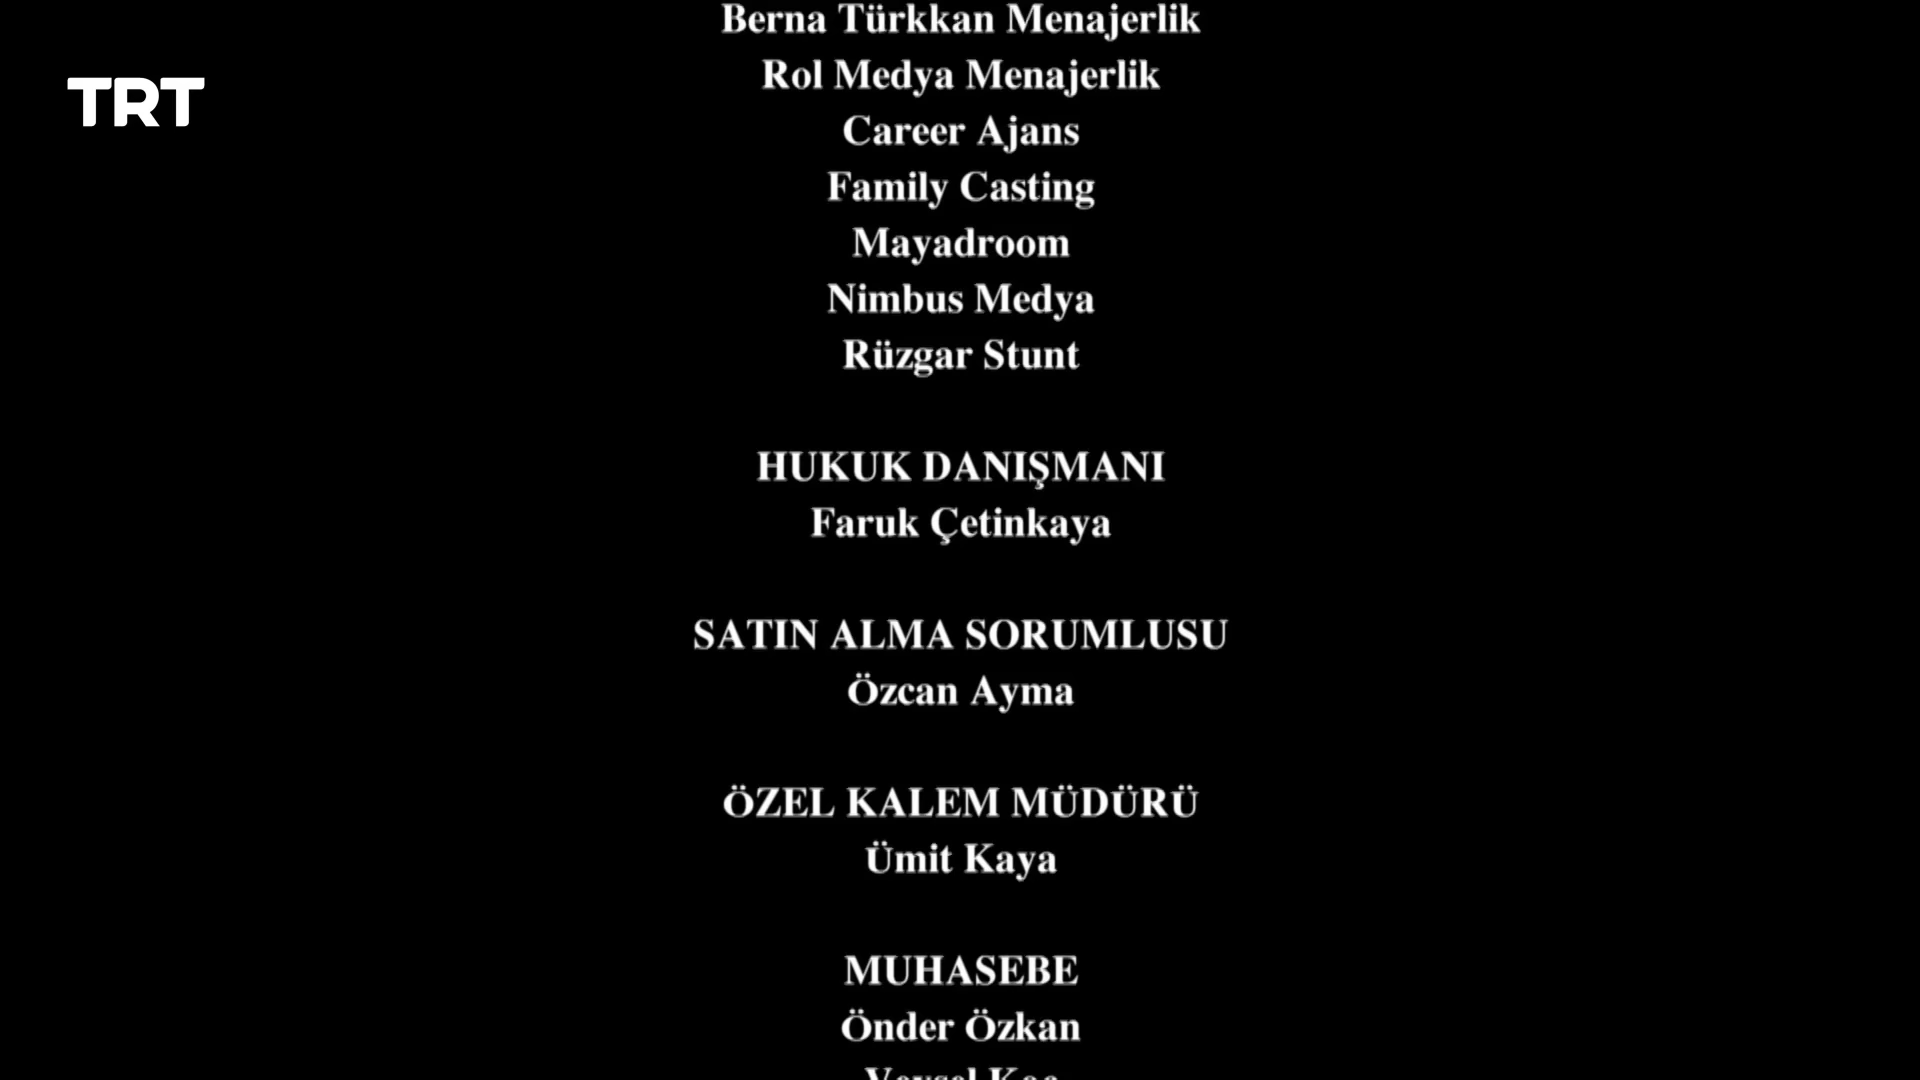 TRT
Berna Türkkan Menajerlik
Rol Medya Menajerlik
Career Ajans
Family Casting
Mayadroom
Nimbus Medya
Rüzgar Stunt
HUKUK DANIŞMANI
Faruk Çetinkaya
SATIN ALMA SORUMLUSU
Özcan Ayma
ÖZEL KALEM MÜDÜRÜ
Ümit Kaya
MUHASEBE
Önder Özkan